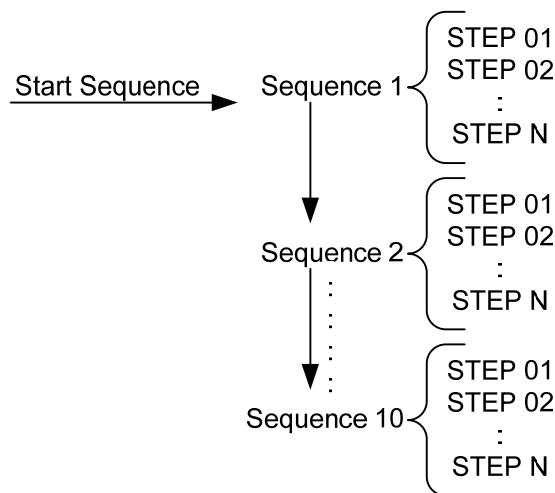 Start Sequence
Sequence 1
STEP 01
STEP 02
⋮
STEP N
Sequence 2
STEP 01
STEP 02
⋮
STEP N
Sequence 10
STEP 01
STEP 02
⋮
STEP N